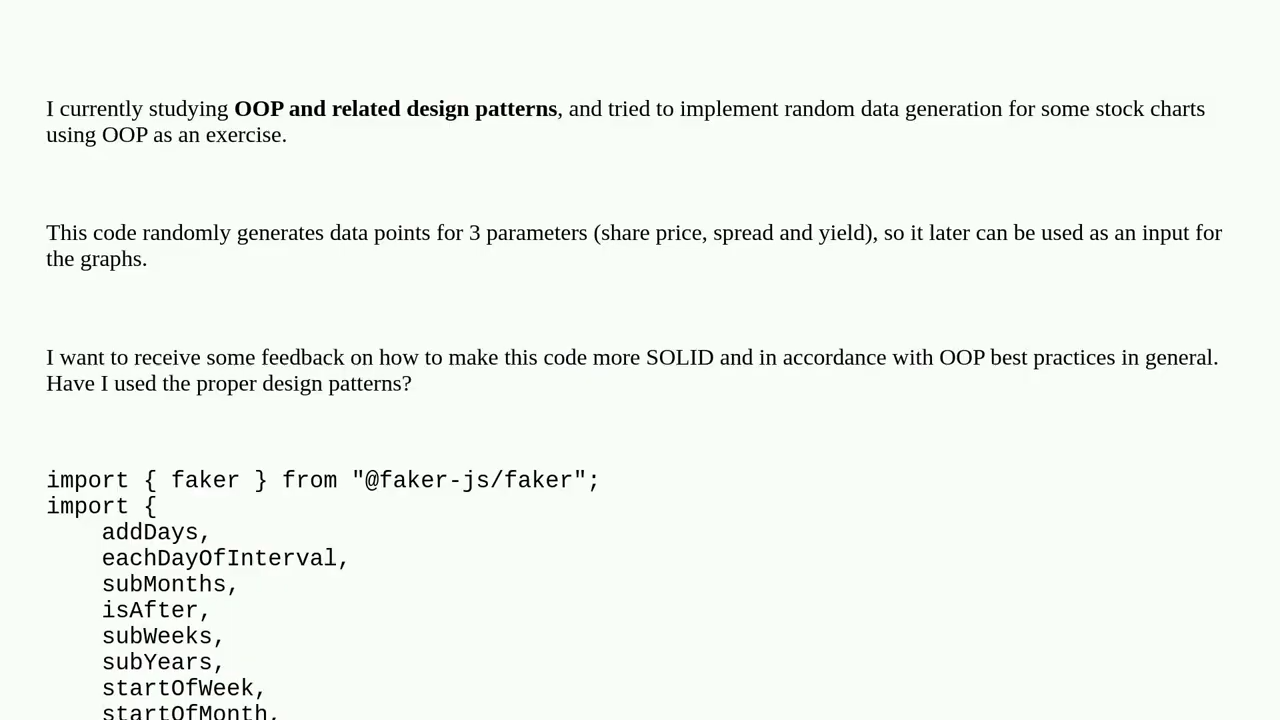 I currently studying OOP and related design patterns, and tried to implement random data generation for some stock charts
using OOP as an exercise.
This code randomly generates data points for 3 parameters (share price, spread and yield), so it later can be used as an input for
the graphs.
I want to receive some feedback on how to make this code more SOLID and in accordance with OOP best practices in general.
Have I used the proper design patterns?
import { faker } from "@faker-js/faker";
import {
    addDays,
    eachDayOfInterval,
    subMonths,
    isAfter,
    subWeeks,
    subYears,
    startOfWeek,
    startOfMonth,